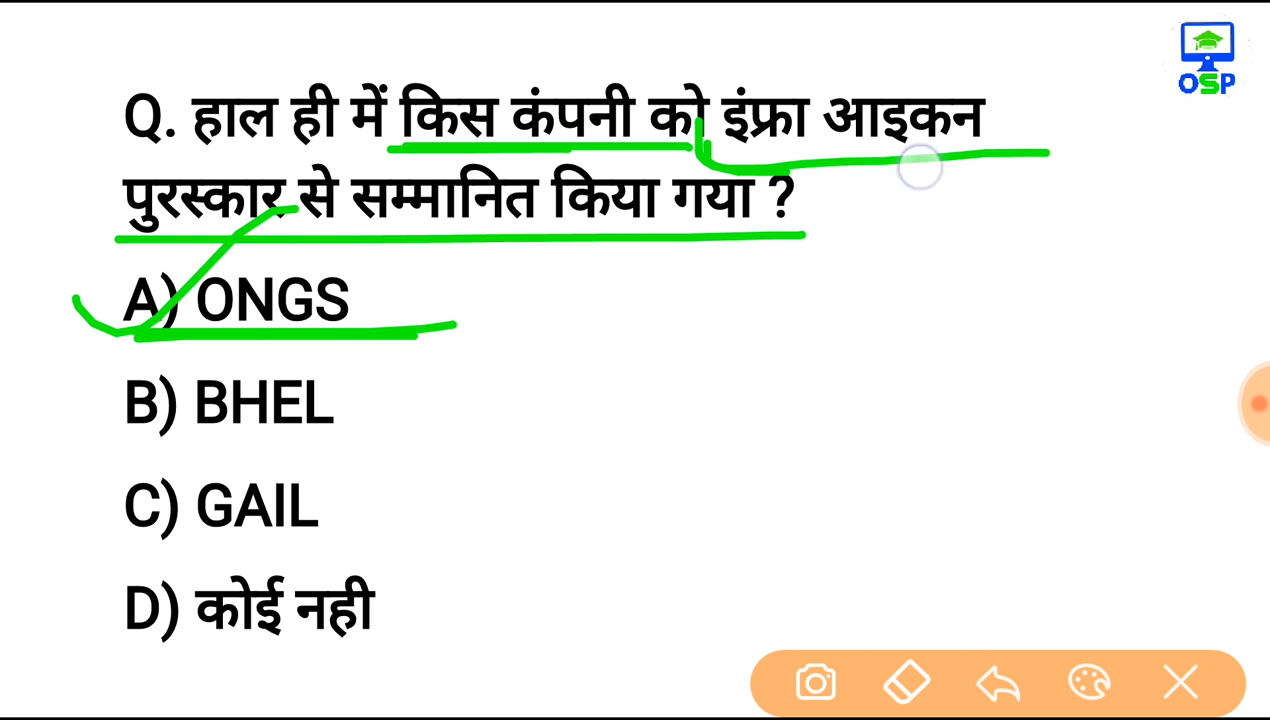 OSP
Q. हाल ही में किस कंपनी को इंफ्रा आइकन
पुरस्कार से सम्मानित किया गया ?
A) ONGS
B) BHEL
C) GAIL
D) कोई नही